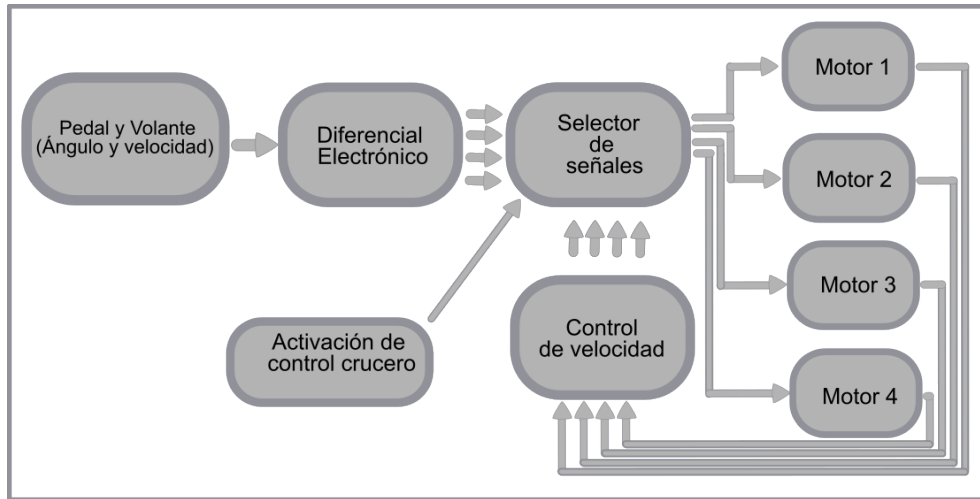 Pedal y Volante
(Ángulo y velocidad)
Diferencial
Electrónico
Selector
de
señales
Motor 1
Motor 2
Motor 3
Motor 4
Activación de
control crucero
Control
de velocidad